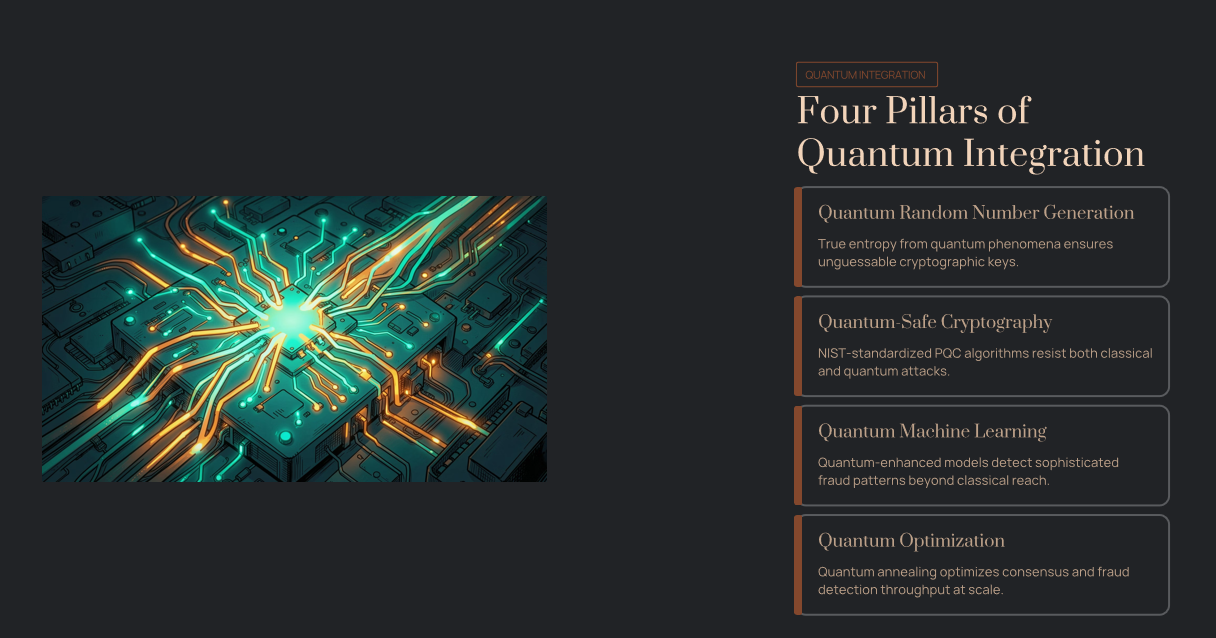 QUANTUM INTEGRATION
Four Pillars of
Quantum Integration
Quantum Random Number Generation
True entropy from quantum phenomena ensures
unguessable cryptographic keys.
Quantum-Safe Cryptography
NIST-standardized PQC algorithms resist both classical
and quantum attacks.
Quantum Machine Learning
Quantum-enhanced models detect sophisticated
fraud patterns beyond classical reach.
Quantum Optimization
Quantum annealing optimizes consensus and fraud
detection throughput at scale.